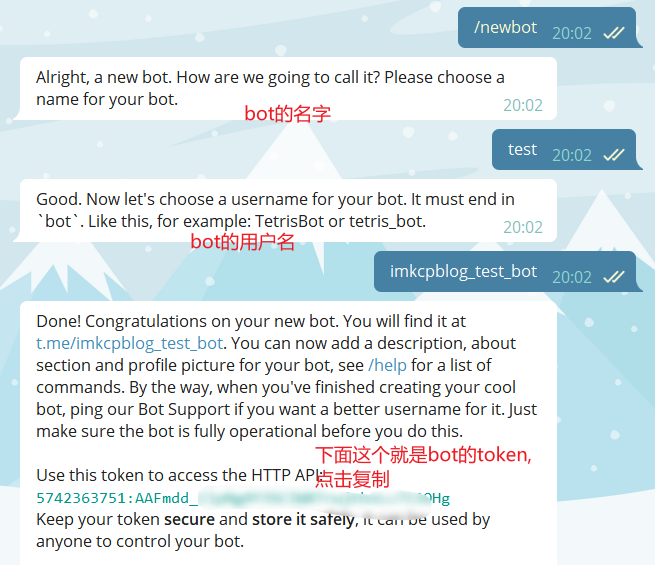 /newbot 20:02
Alright, a new bot. How are we going to call it? Please choose a
name for your bot.
20:02
bot的名字
test 20:02
Good. Now let's choose a username for your bot. It must end in
`bot`. Like this, for example: TetrisBot or tetris_bot.
20:02
bot的用户名
imkcpblog_test_bot 20:02
Done! Congratulations on your new bot. You will find it at
t.me/imkcpblog_test_bot. You can now add a description, about
section and profile picture for your bot, see /help for a list of
commands. By the way, when you've finished creating your cool
bot, ping our Bot Support if you want a better username for it. Just
make sure the bot is fully operational before you do this.
下面这个就是bot的token,
点击复制
Use this token to access the HTTP API:
Keep your token secure and store it safely, it can be used by
anyone to control your bot.